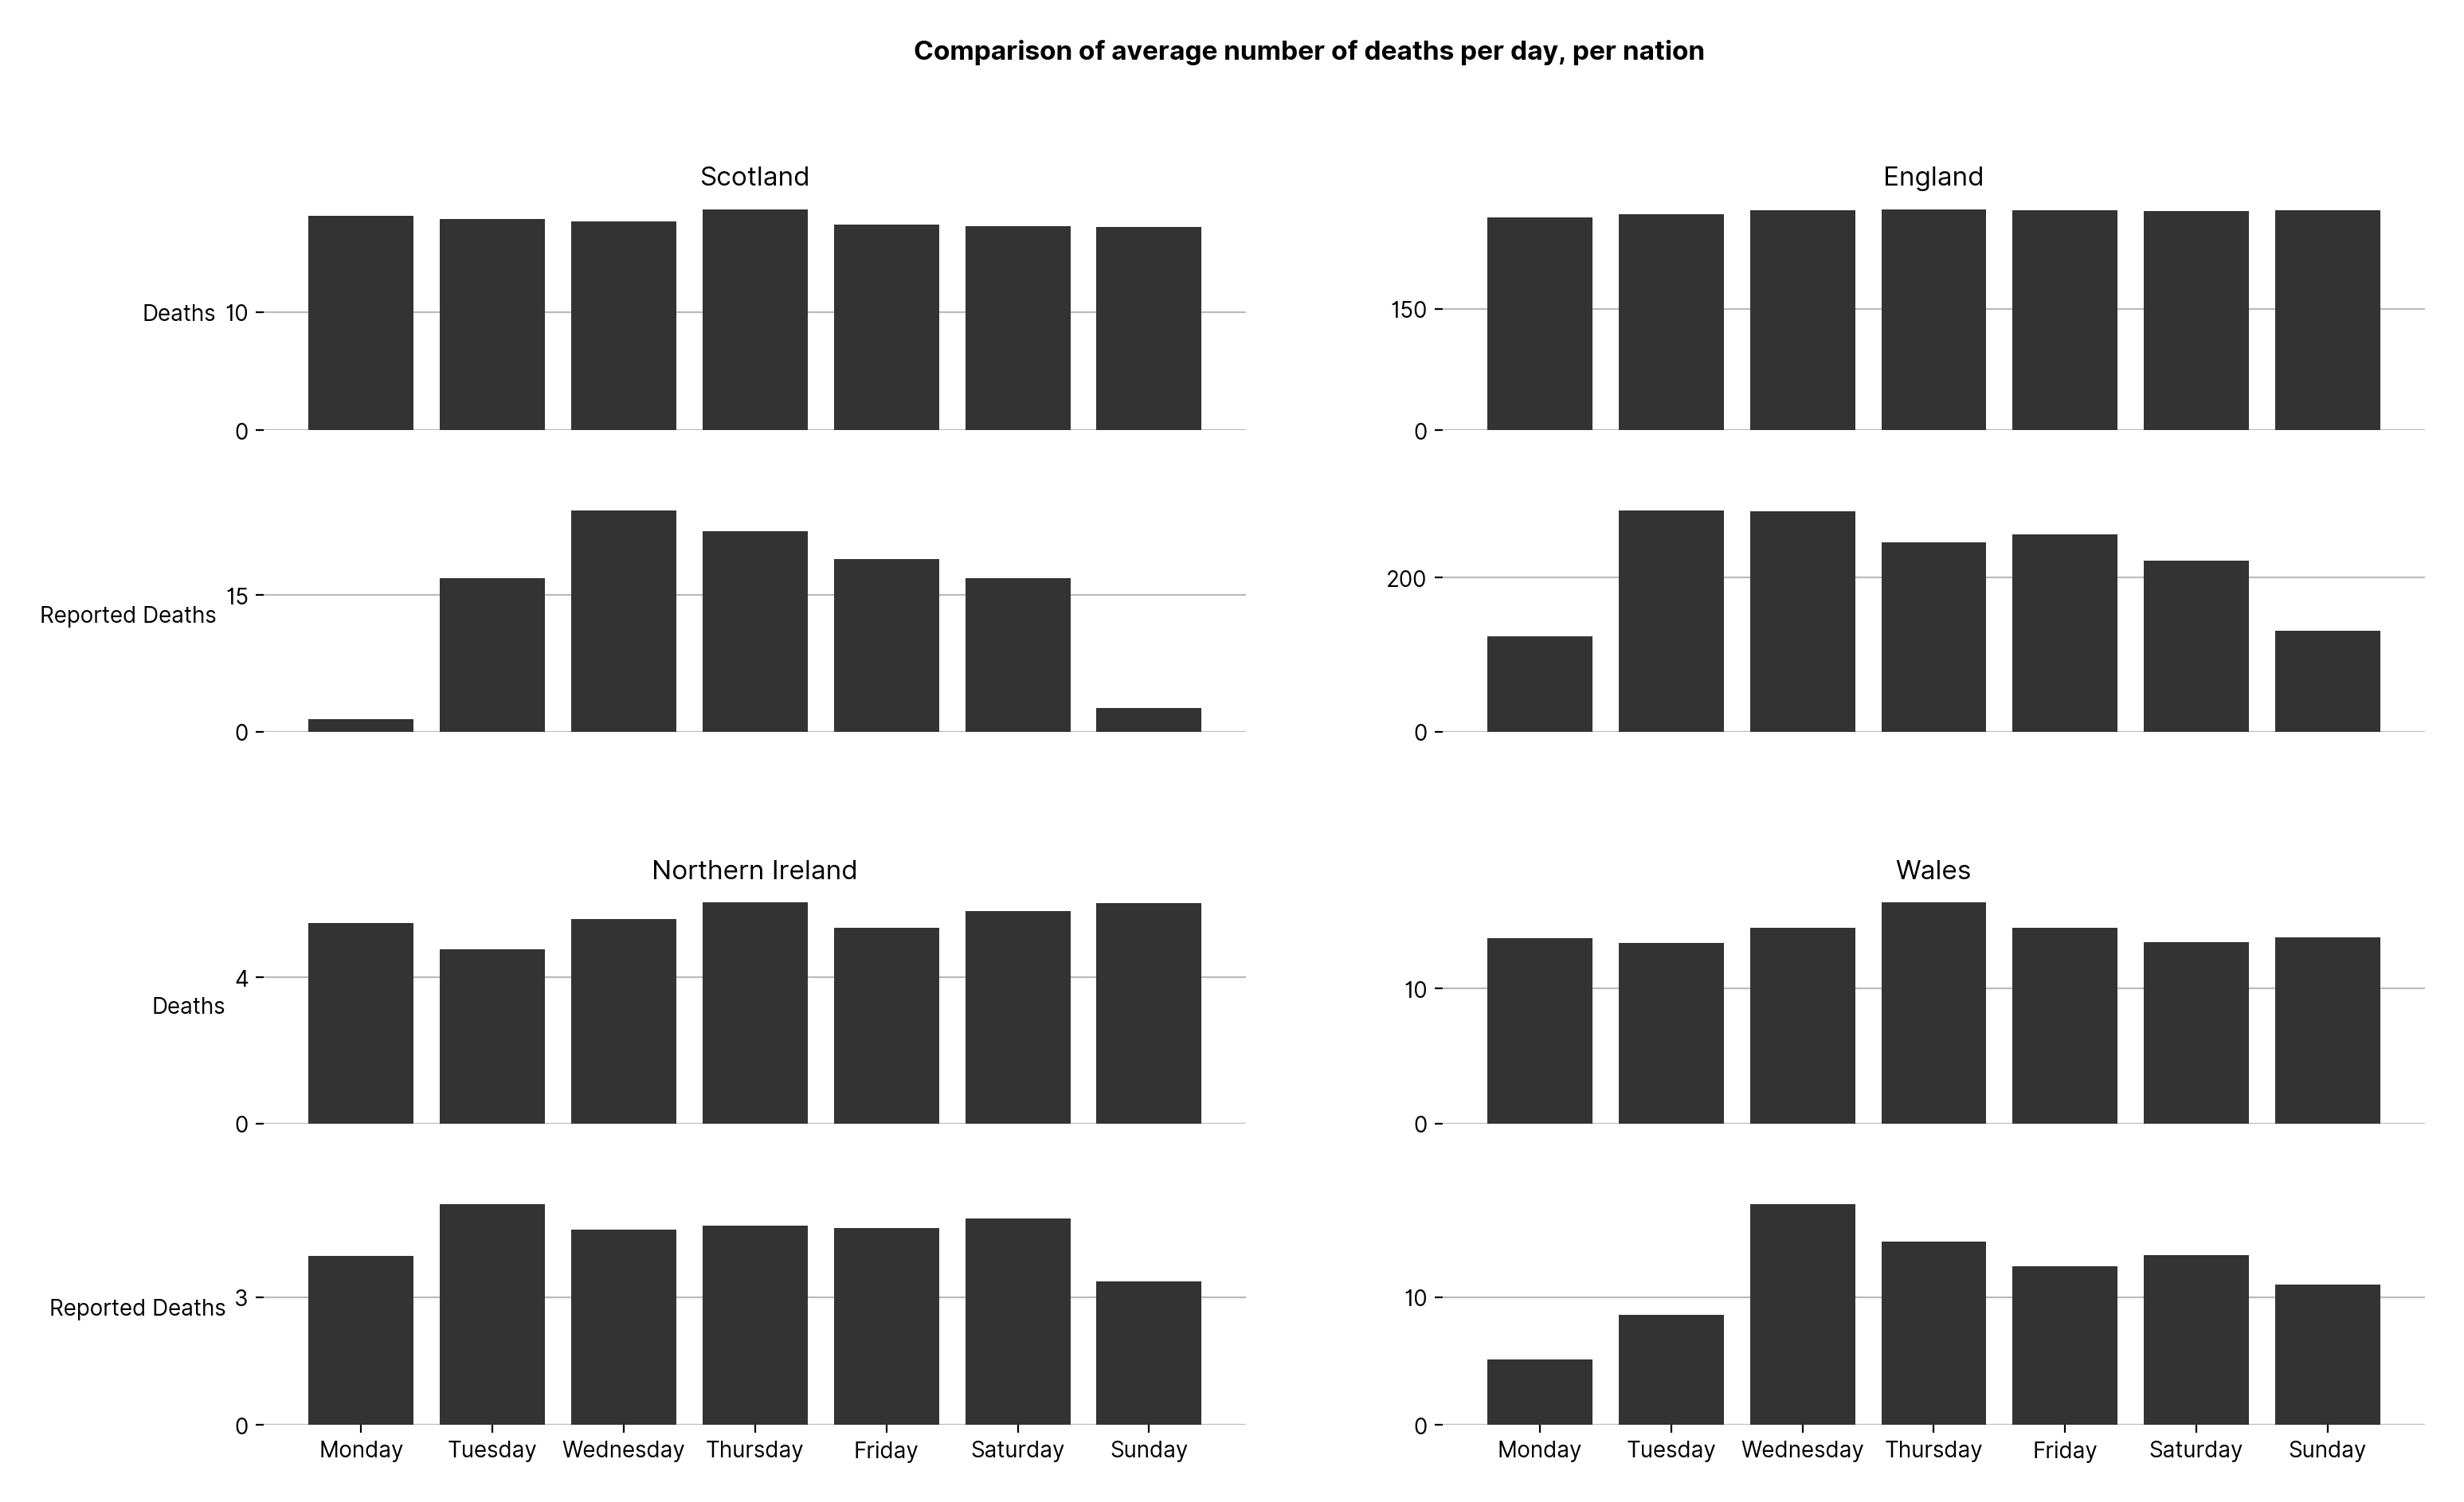 Comparison of average number of deaths per day, per nation
Scotland
England
Deaths 10
0
150
0
Reported Deaths 15
0
200
0
Northern Ireland
Wales
4
Deaths
0
10
0
3
Reported Deaths
0
10
0
Monday Tuesday Wednesday Thursday Friday Saturday Sunday
Monday Tuesday Wednesday Thursday Friday Saturday Sunday